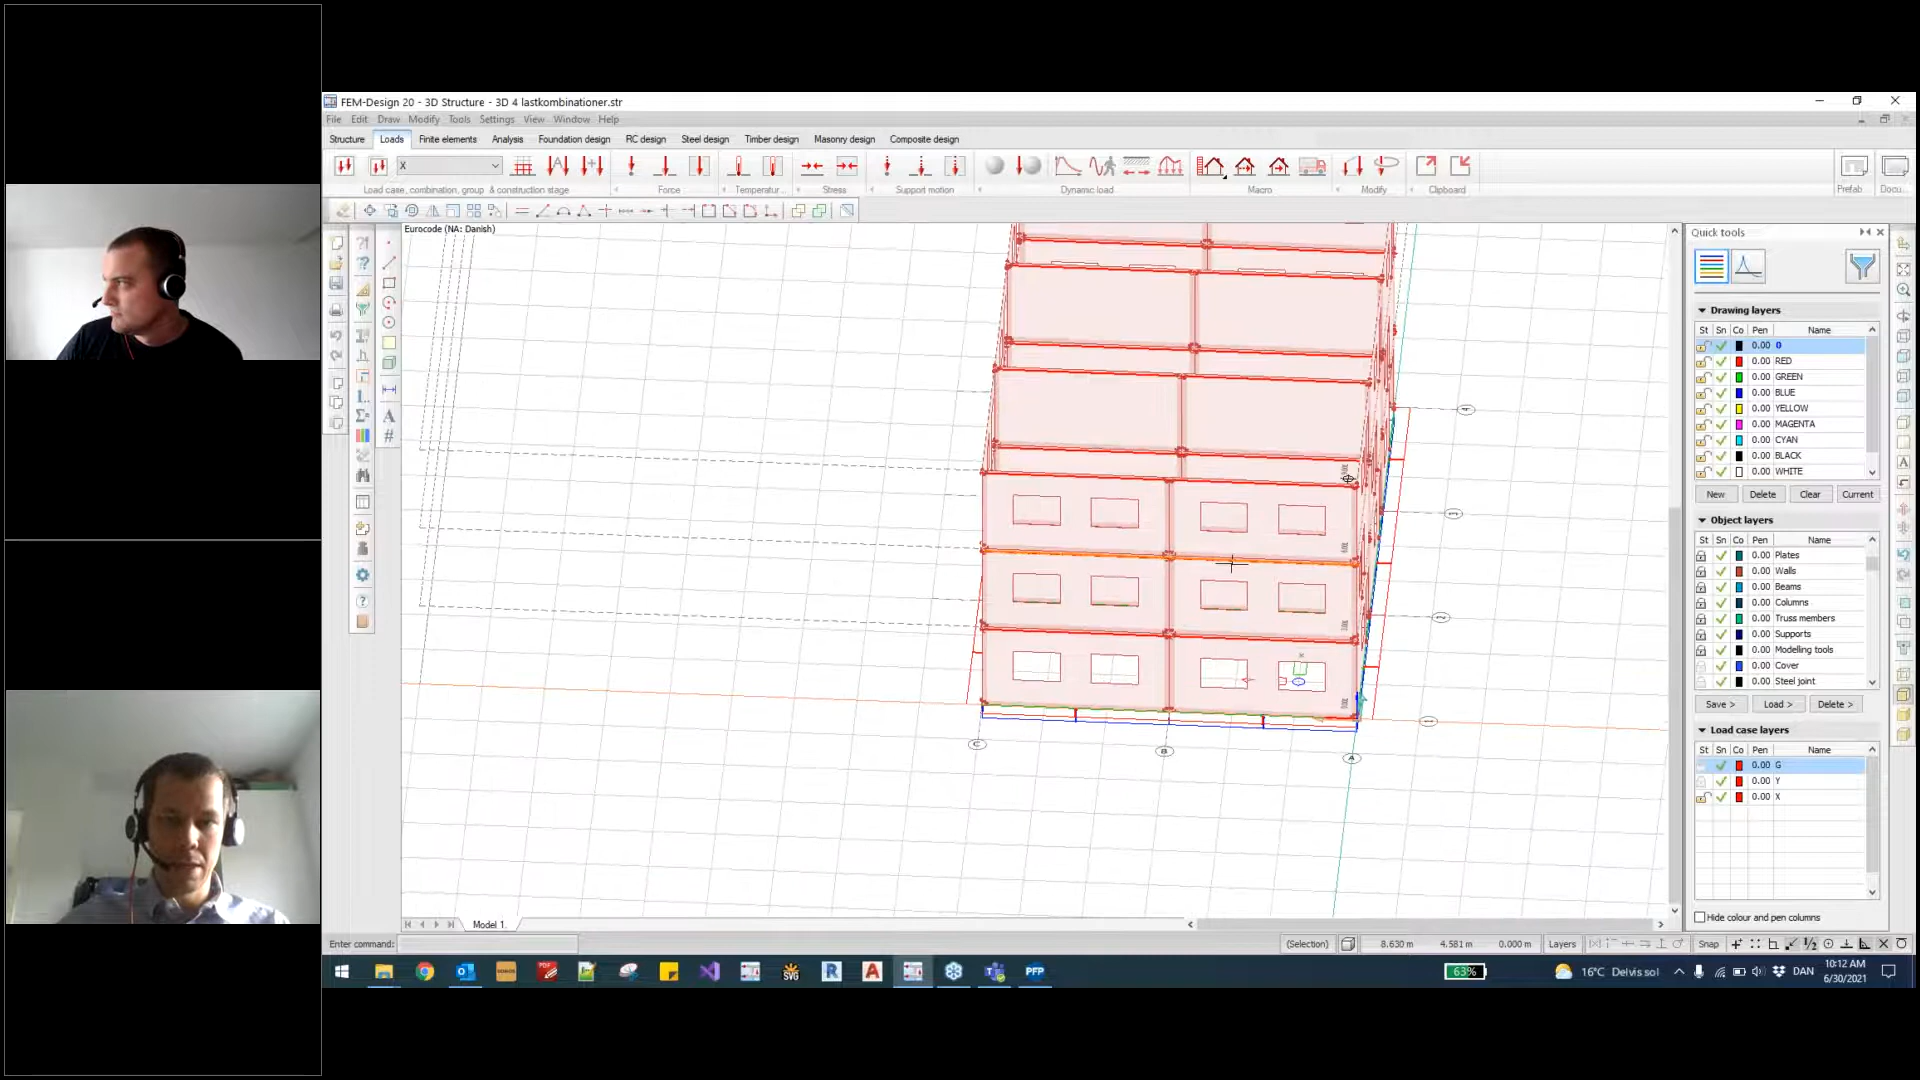 FEM-Design 20 - 3D Structure - 3D 4 lastkombinationer.str
File Edit Draw Modify Tools Settings View Window Help
Structure Loads Finite elements Analysis Foundation design RC design Steel design Timber design Masonry design Composite design
X
Load case, combination, group & construction stage Force Temperatur... Stress Support motion Dynamic load Macro Modify Clipboard Prefab Docu...
Eurocode (NA: Danish)
Quick tools
Drawing layers
St Sn Co Pen Name
0.00 0
0.00 RED
0.00 GREEN
0.00 BLUE
0.00 YELLOW
0.00 MAGENTA
0.00 CYAN
0.00 BLACK
0.00 WHITE
New Delete Clear Current
Object layers
St Sn Co Pen Name
0.00 Plates
0.00 Walls
0.00 Beams
0.00 Columns
0.00 Truss members
0.00 Supports
0.00 Modelling tools
0.00 Cover
0.00 Steel joint
Save > Load > Delete >
Load case layers
St Sn Co Pen Name
0.00 G
0.00 Y
0.00 X
Hide colour and pen columns
4
3
2
1
C
B
A
Model 1
Enter command: (Selection) 8.630 m 4.581 m 0.000 m Layers Snap
63% 16°C Delvis sol DAN 10:12 AM
6/30/2021